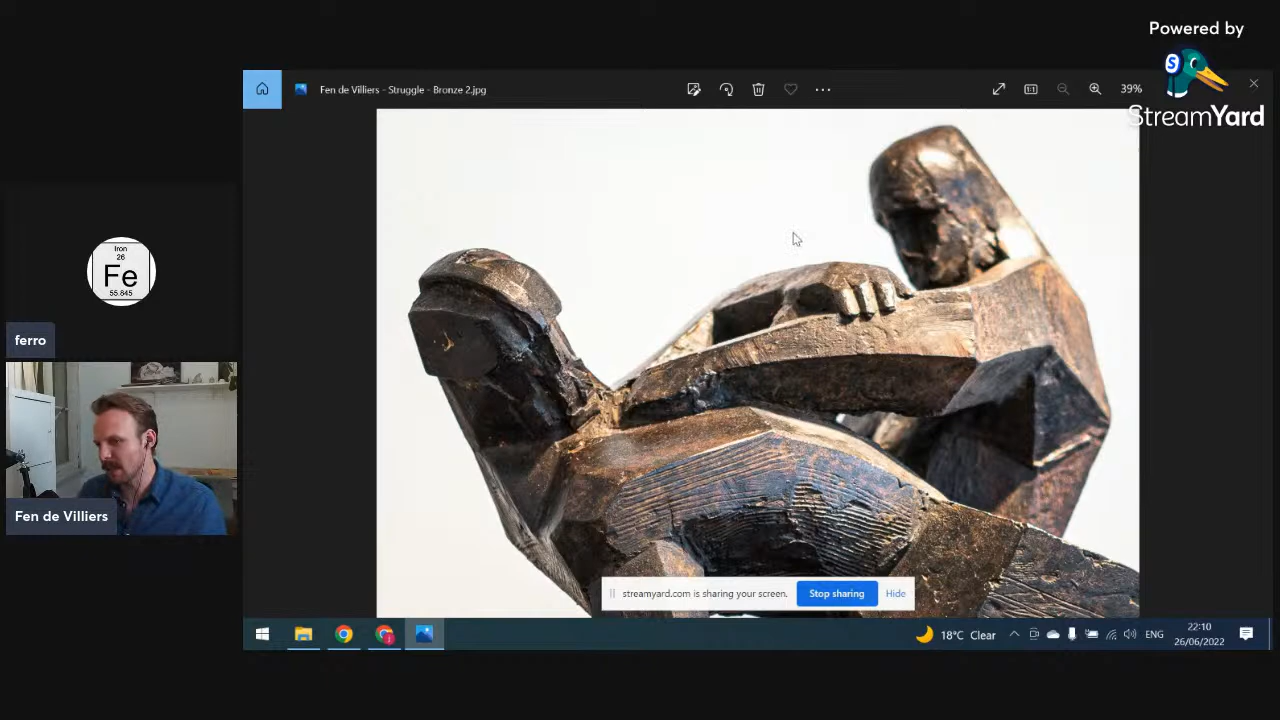 Powered by
StreamYard
Fen de Villiers - Struggle - Bronze 2.jpg
39%
Iron
26
Fe
55.845
ferro
Fen de Villiers
streamyard.com is sharing your screen.
Stop sharing
Hide
18°C Clear
ENG
22:10
26/06/2022